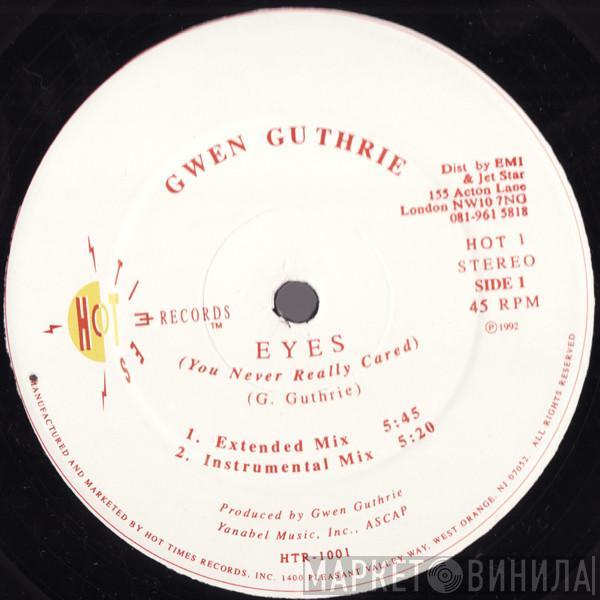 GWEN GUTHRIE
Dist by EMI
& Jet Star
155 Acton Lane
London NW10 7NG
081-961 5818
HOT 1
STEREO
SIDE 1
45 RPM
℗1992
HOT
TIMES
RECORDS™
EYES
(You Never Really Cared)
(G. Guthrie)
1. Extended Mix 5:45
2. Instrumental Mix 5:20
Produced by Gwen Guthrie
Yanabel Music, Inc., ASCAP
HTR-1001
MANUFACTURED AND MARKETED BY HOT TIMES RECORDS, INC. 1400 PLEASANT VALLEY WAY, WEST ORANGE, NJ 07052. ALL RIGHTS RESERVED
МАРКЕТ ВИНИЛА